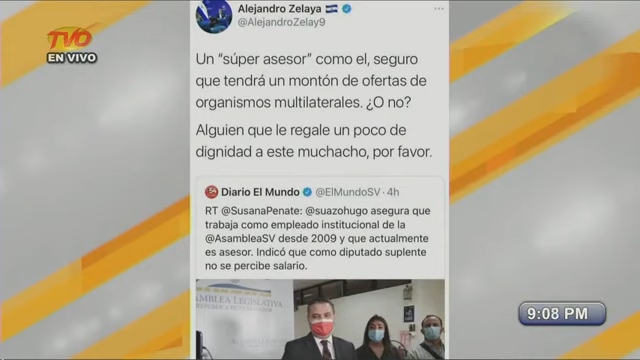 TVO
EN VIVO
Alejandro Zelaya
@AlejandroZelay9
Un “súper asesor” como el, seguro
que tendrá un montón de ofertas de
organismos multilaterales. ¿O no?
Alguien que le regale un poco de
dignidad a este muchacho, por favor.
Diario El Mundo @ElMundoSV · 4h
RT @SusanaPenate: @suazohugo asegura que
trabaja como empleado institucional de la
@AsambleaSV desde 2009 y que actualmente
es asesor. Indicó que como diputado suplente
no se percibe salario.
AMBLEA LEGISLATIVA
9:08 PM